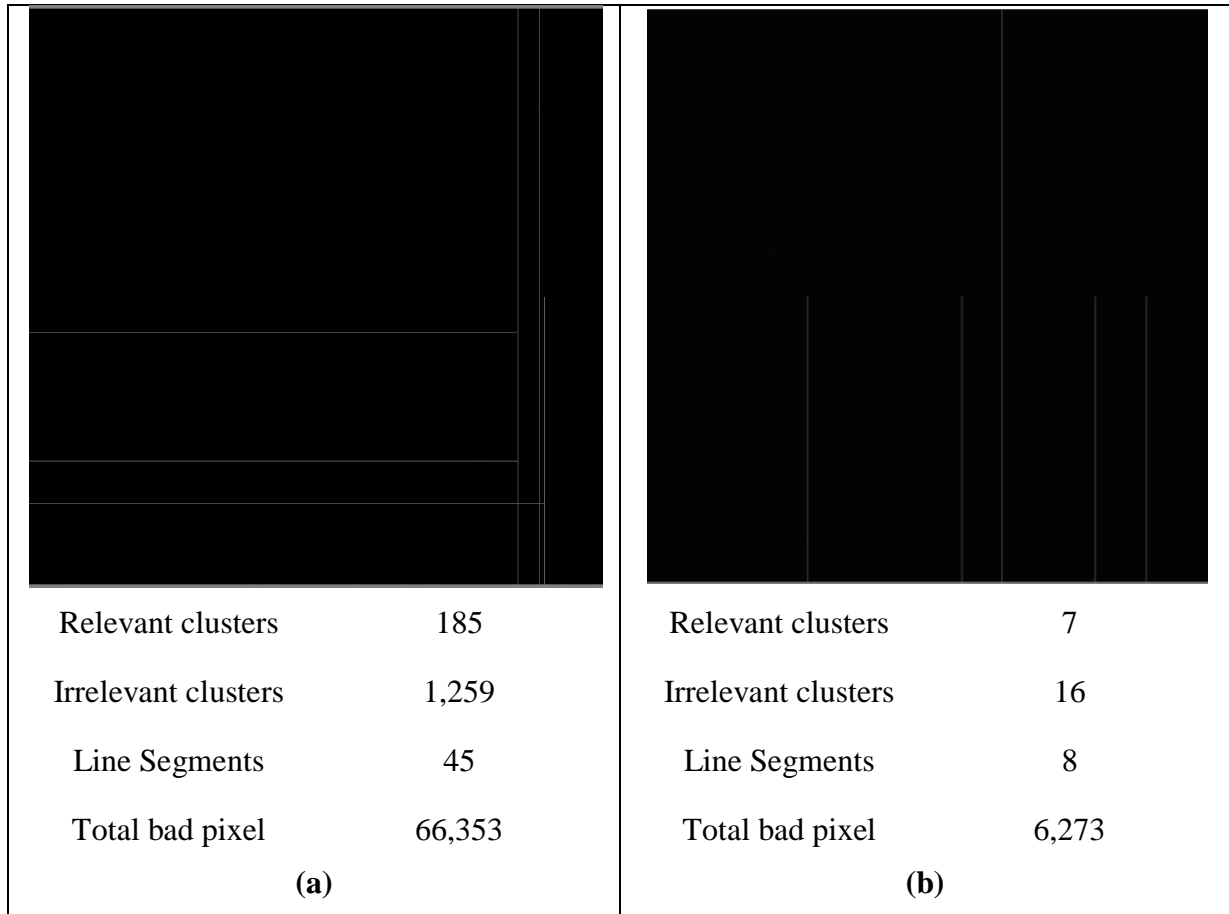 Relevant clusters 185
Irrelevant clusters 1,259
Line Segments 45
Total bad pixel 66,353
(a)
Relevant clusters 7
Irrelevant clusters 16
Line Segments 8
Total bad pixel 6,273
(b)